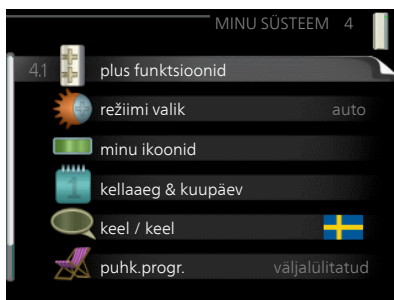 MINU SÜSTEEM 4
4.1 plus funktsioonid
režiimi valik auto
minu ikoonid
1
kellaaeg & kuupäev
keel / keel
puhk.progr. väljalülitatud